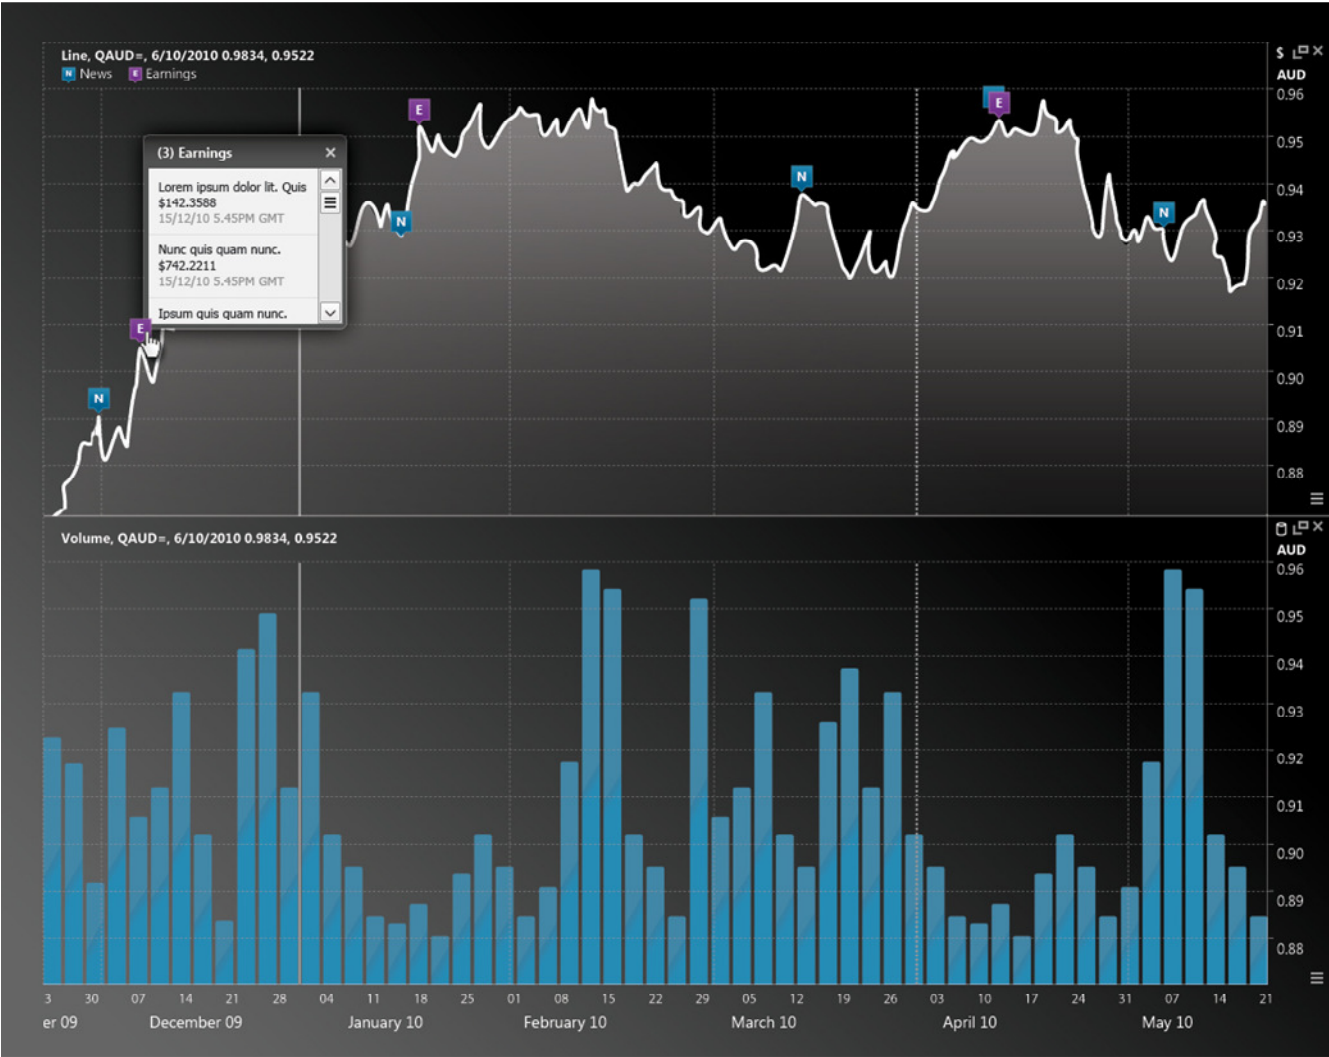 Line, QAUD=, 6/10/2010 0.9834, 0.9522
N News E Earnings
$
AUD
0.96
0.95
0.94
0.93
0.92
0.91
0.90
0.89
0.88
E
E
N
N
N
N
E
(3) Earnings
Lorem ipsum dolor lit. Quis
$142.3588
15/12/10 5.45PM GMT
Nunc quis quam nunc.
$742.2211
15/12/10 5.45PM GMT
Ipsum quis quam nunc.
Volume, QAUD=, 6/10/2010 0.9834, 0.9522
AUD
0.96
0.95
0.94
0.93
0.92
0.91
0.90
0.89
0.88
3 30 07 14 21 28 04 11 18 25 01 08 15 22 29 05 12 19 26 03 10 17 24 31 07 14 21
er 09 December 09 January 10 February 10 March 10 April 10 May 10